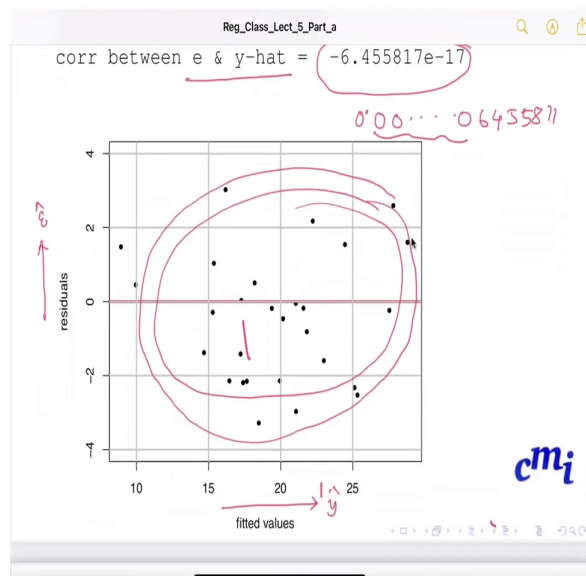 Reg_Class_Lect_5_Part_a
corr between e & y-hat = -6.455817e-17
0.00....06455817
4
2
0
-2
-4
ε̂
residuals
10 15 20 25
ŷ
fitted values
cmi